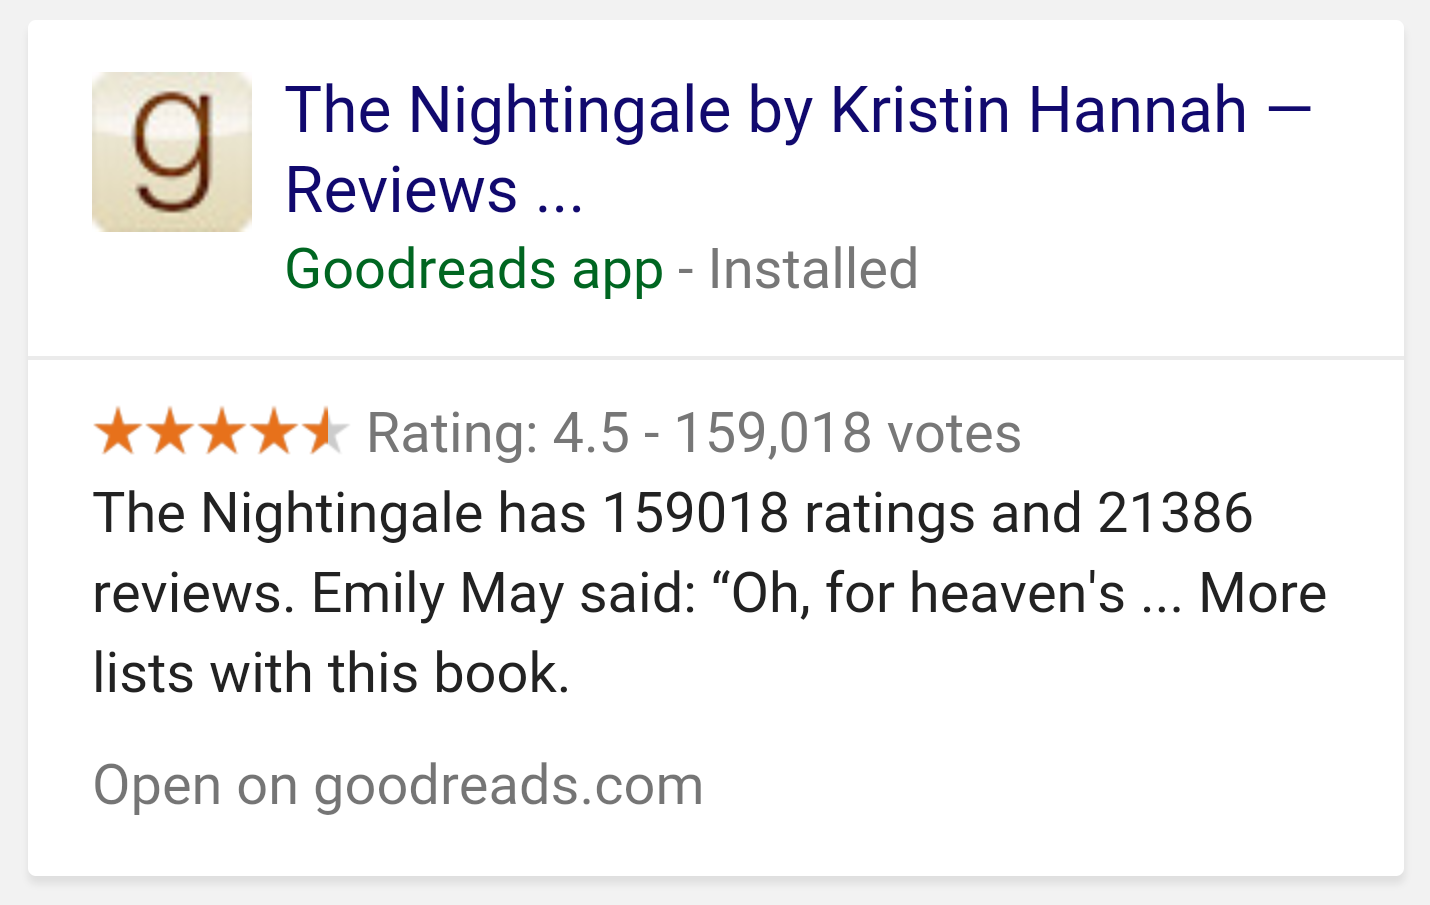 g
The Nightingale by Kristin Hannah —
Reviews ...
Goodreads app - Installed
Rating: 4.5 - 159,018 votes
The Nightingale has 159018 ratings and 21386
reviews. Emily May said: “Oh, for heaven's ... More
lists with this book.
Open on goodreads.com